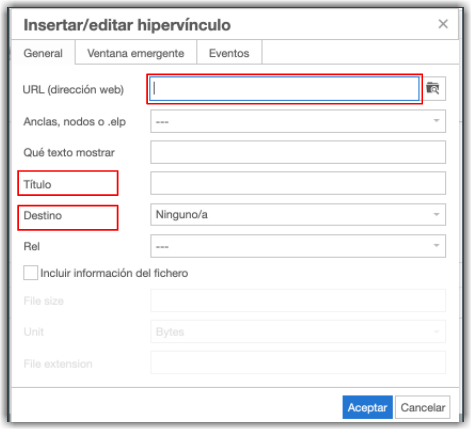 Insertar/editar hipervínculo ×
General Ventana emergente Eventos
URL (dirección web)
Anclas, nodos o .elp ---
Qué texto mostrar
Título
Destino Ninguno/a
Rel ---
Incluir información del fichero
File size
Unit Bytes
File extension
Aceptar Cancelar